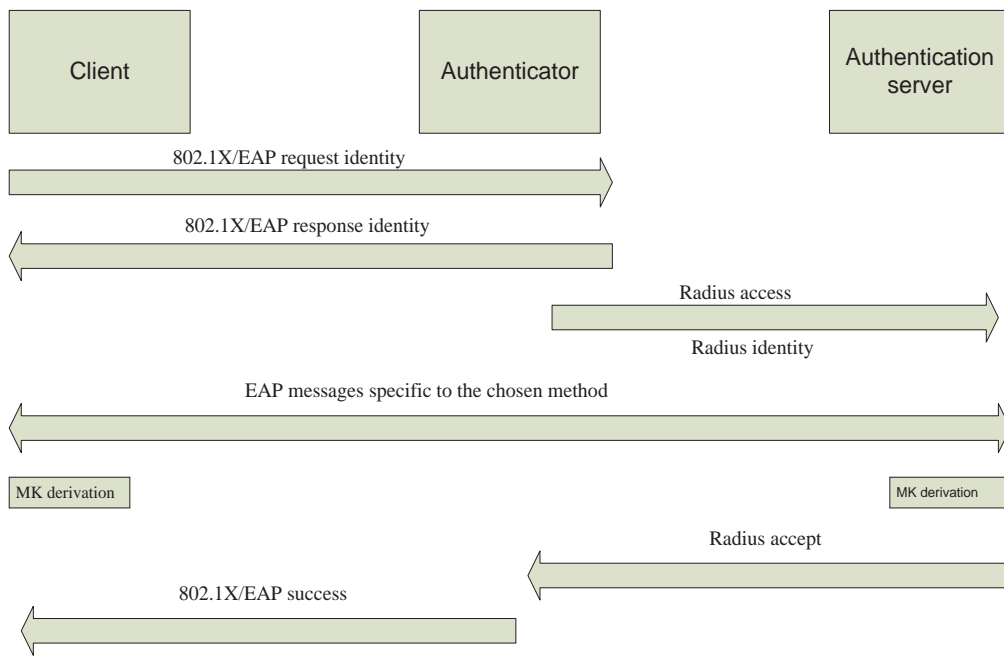 Client
Authenticator
Authentication
server
802.1X/EAP request identity
802.1X/EAP response identity
Radius access
Radius identity
EAP messages specific to the chosen method
MK derivation
MK derivation
Radius accept
802.1X/EAP success